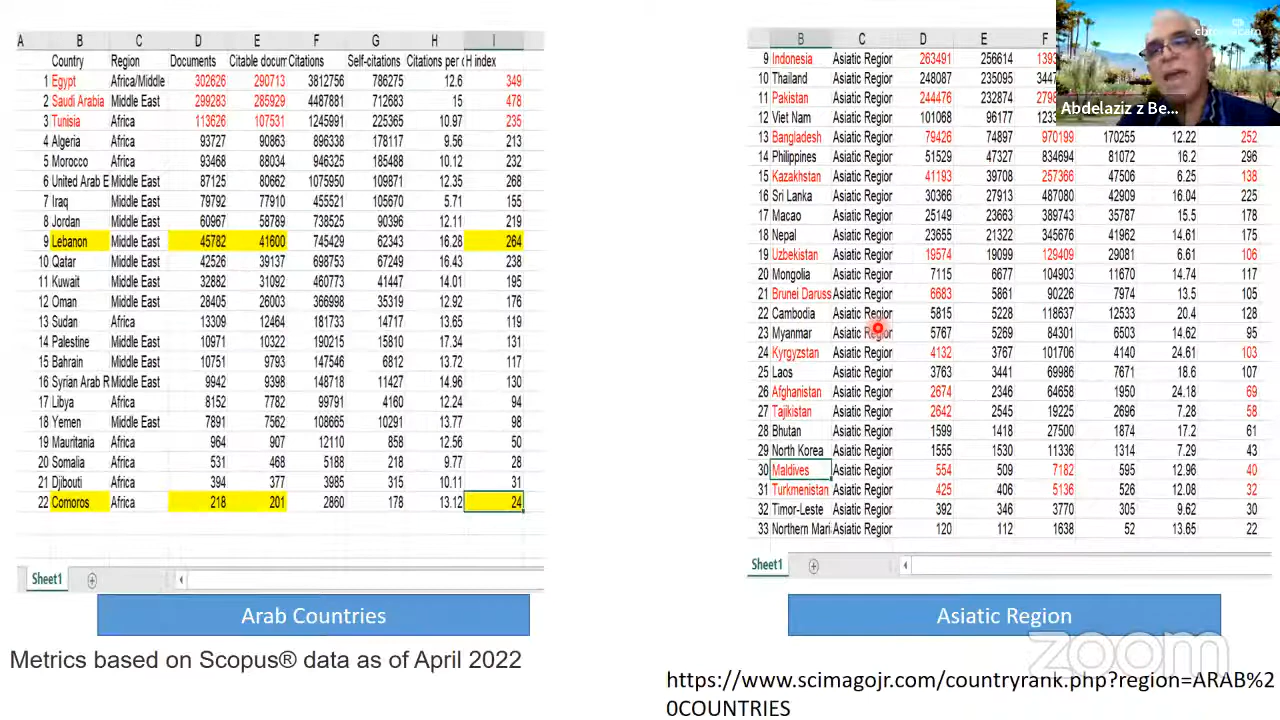 A B C D E F G H I
Country Region Documents Citable docum Citations Self-citations Citations per d H index
1 Egypt Africa/Middle 302626 290713 3812756 786275 12.6 349
2 Saudi Arabia Middle East 299283 285929 4487881 712683 15 478
3 Tunisia Africa 113626 107531 1245991 225365 10.97 235
4 Algeria Africa 93727 90863 896338 178117 9.56 213
5 Morocco Africa 93468 88034 946325 185488 10.12 232
6 United Arab E Middle East 87125 80662 1075950 109871 12.35 268
7 Iraq Middle East 79792 77910 455521 105670 5.71 155
8 Jordan Middle East 60967 58789 738525 90396 12.11 219
9 Lebanon Middle East 45782 41600 745429 62343 16.28 264
10 Qatar Middle East 42526 39137 698753 67249 16.43 238
11 Kuwait Middle East 32882 31092 460773 41447 14.01 195
12 Oman Middle East 28405 26003 366998 35319 12.92 176
13 Sudan Africa 13309 12464 181733 14717 13.65 119
14 Palestine Middle East 10971 10322 190215 15810 17.34 131
15 Bahrain Middle East 10751 9793 147546 6812 13.72 117
16 Syrian Arab R Middle East 9942 9398 148718 11427 14.96 130
17 Libya Africa 8152 7782 99791 4160 12.24 94
18 Yemen Middle East 7891 7562 108665 10291 13.77 98
19 Mauritania Africa 964 907 12110 858 12.56 50
20 Somalia Africa 531 468 5188 218 9.77 28
21 Djibouti Africa 394 377 3985 315 10.11 31
22 Comoros Africa 218 201 2860 178 13.12 24
Sheet1
Arab Countries
Metrics based on Scopus® data as of April 2022
B C D E F
9 Indonesia Asiatic Region 263491 256614 1393
10 Thailand Asiatic Region 248087 235095 3447
11 Pakistan Asiatic Region 244476 232874 2798
12 Viet Nam Asiatic Region 101068 96177 1233
13 Bangladesh Asiatic Region 79426 74897 970199 170255 12.22 252
14 Philippines Asiatic Region 51529 47327 834694 81072 16.2 296
15 Kazakhstan Asiatic Region 41193 39708 257366 47506 6.25 138
16 Sri Lanka Asiatic Region 30366 27913 487080 42909 16.04 225
17 Macao Asiatic Region 25149 23663 389743 35787 15.5 178
18 Nepal Asiatic Region 23655 21322 345676 41962 14.61 175
19 Uzbekistan Asiatic Region 19574 19099 129409 29081 6.61 106
20 Mongolia Asiatic Region 7115 6677 104903 11670 14.74 117
21 Brunei Daruss Asiatic Region 6683 5861 90226 7974 13.5 105
22 Cambodia Asiatic Region 5815 5228 118637 12533 20.4 128
23 Myanmar Asiatic Region 5767 5269 84301 6503 14.62 95
24 Kyrgyzstan Asiatic Region 4132 3767 101706 4140 24.61 103
25 Laos Asiatic Region 3763 3441 69986 7671 18.6 107
26 Afghanistan Asiatic Region 2674 2346 64658 1950 24.18 69
27 Tajikistan Asiatic Region 2642 2545 19225 2696 7.28 58
28 Bhutan Asiatic Region 1599 1418 27500 1874 17.2 61
29 North Korea Asiatic Region 1555 1530 11336 1314 7.29 43
30 Maldives Asiatic Region 554 509 7182 595 12.96 40
31 Turkmenistan Asiatic Region 425 406 5136 526 12.08 32
32 Timor-Leste Asiatic Region 392 346 3770 305 9.62 30
33 Northern Mari Asiatic Region 120 112 1638 52 13.65 22
Sheet1
Asiatic Region
https://www.scimagojr.com/countryrank.php?region=ARAB%2
0COUNTRIES
Abdelaziz z Be...
zoom